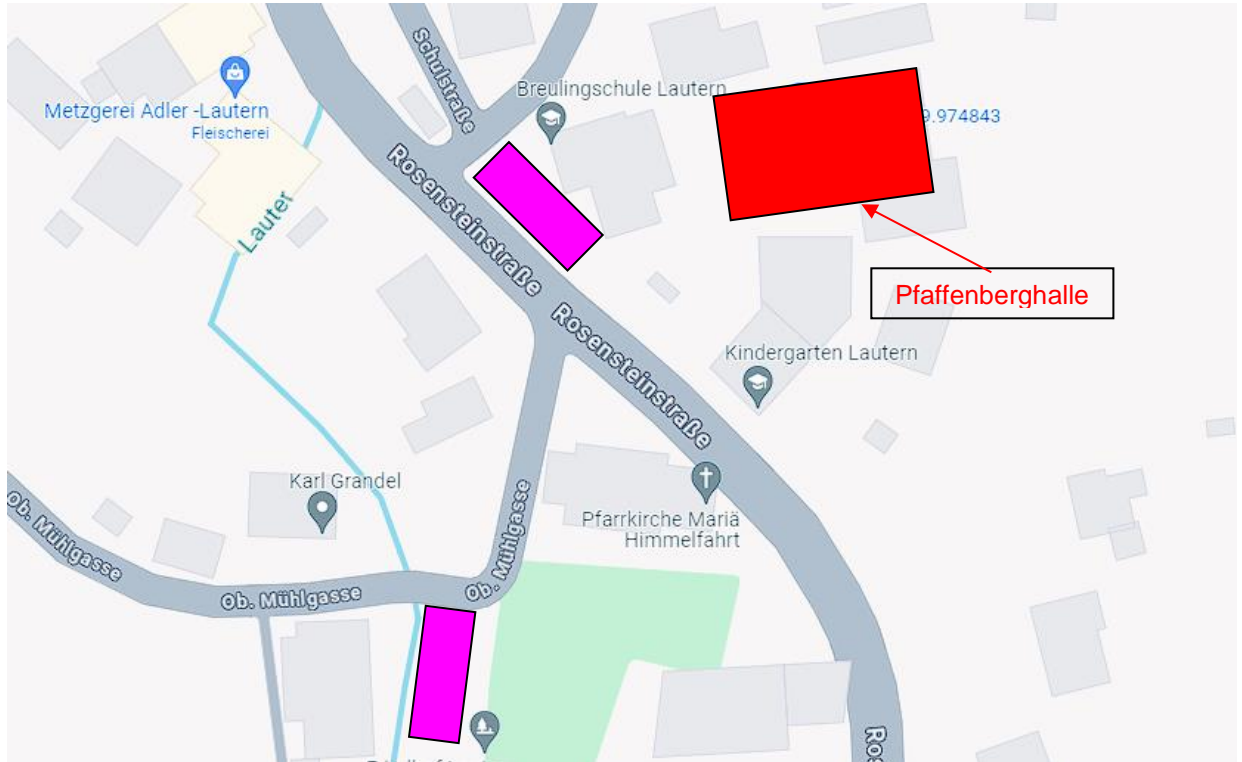 Schulstraße
Breulingschule Lautern
Metzgerei Adler -Lautern
Fleischerei
9.974843
Rosensteinstraße
Lauter
Pfaffenberghalle
Rosensteinstraße
Kindergarten Lautern
Karl Grandel
Pfarrkirche Mariä
Himmelfahrt
Ob. Mühlgasse
Ob. Mühlgasse
Ob. Mühlgasse
Ros